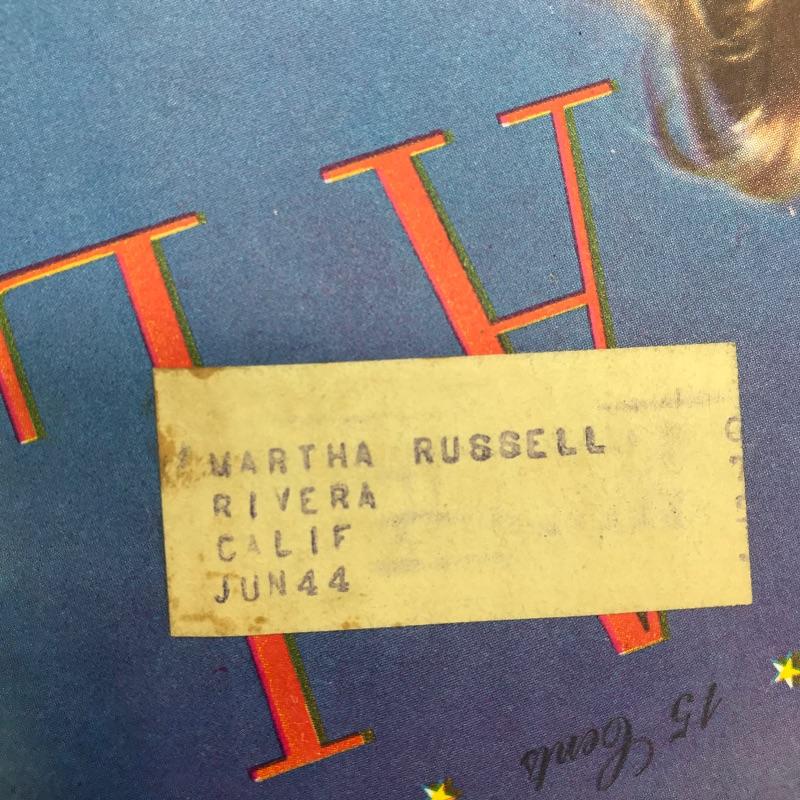 MARTHA RUSSELL
RIVERA
CALIF
JUN44
15 Cents